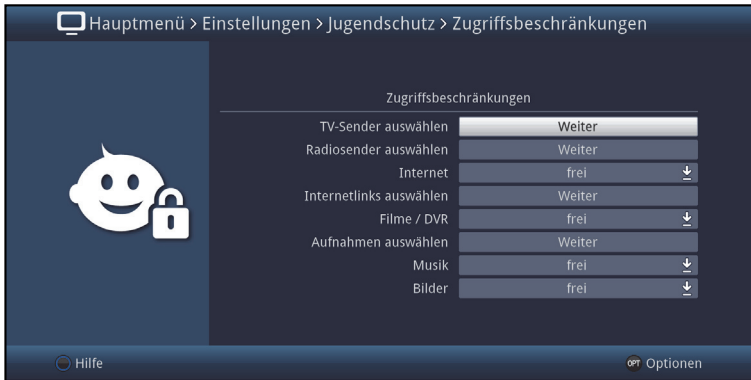 Hauptmenü > Einstellungen > Jugendschutz > Zugriffsbeschränkungen
Zugriffsbeschränkungen
TV-Sender auswählen Weiter
Radiosender auswählen Weiter
Internet frei
Internetlinks auswählen Weiter
Filme / DVR frei
Aufnahmen auswählen Weiter
Musik frei
Bilder frei
Hilfe OPT Optionen